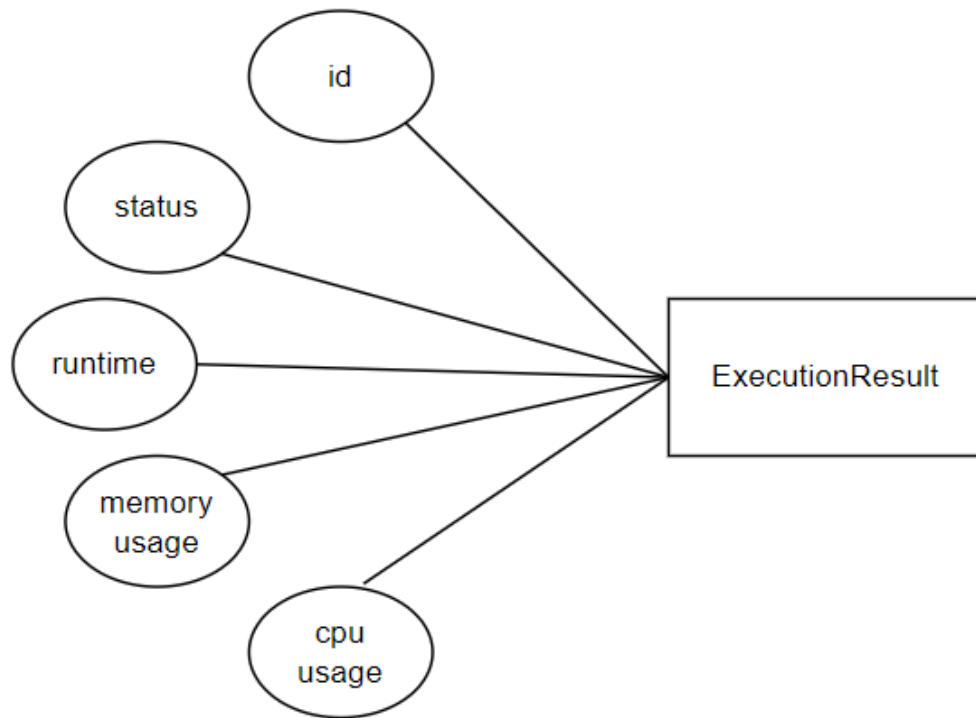 id
status
runtime
ExecutionResult
memory
usage
cpu
usage